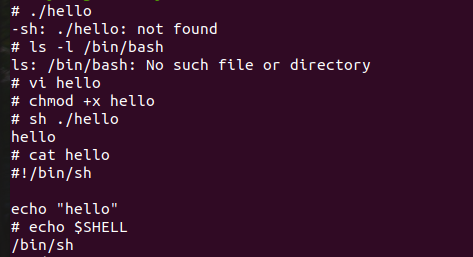 # ./hello
-sh: ./hello: not found
# ls -l /bin/bash
ls: /bin/bash: No such file or directory
# vi hello
# chmod +x hello
# sh ./hello
hello
# cat hello
#!/bin/sh

echo "hello"
# echo $SHELL
/bin/sh